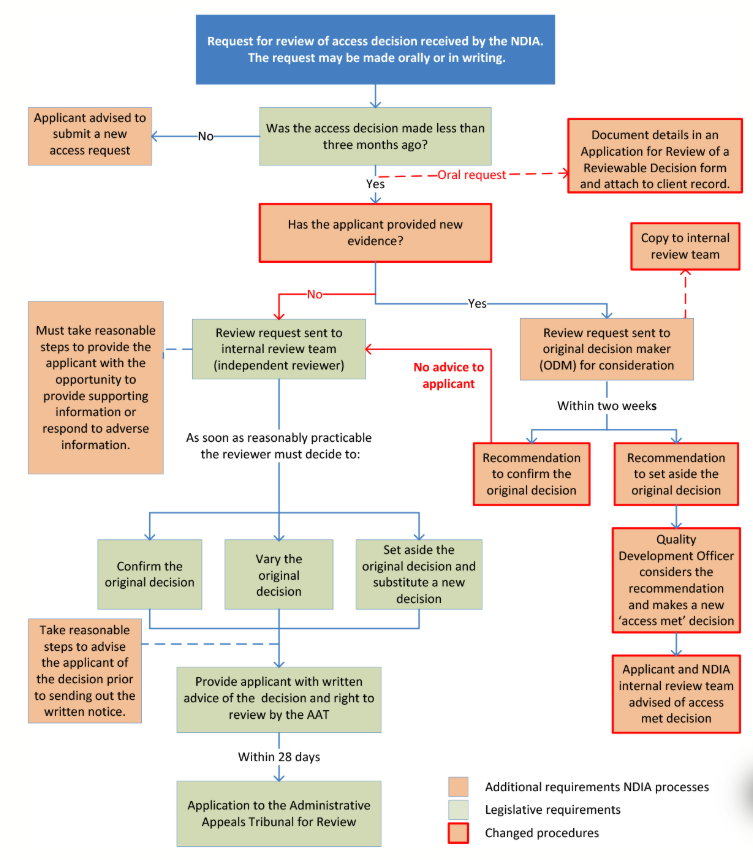 Request for review of access decision received by the NDIA.
The request may be made orally or in writing.
Applicant advised to
submit a new
access request
No
Was the access decision made less than
three months ago?
Document details in an
Application for Review of a
Reviewable Decision form
and attach to client record.
Oral request
Yes
Has the applicant provided new
evidence?
Copy to internal
review team
No
Yes
Must take reasonable
steps to provide the
applicant with the
opportunity to
provide supporting
information or
respond to adverse
information.
Review request sent to
internal review team
(independent reviewer)
Review request sent to
original decision maker
(ODM) for consideration
No advice to
applicant
Within two weeks
As soon as reasonably practicable
the reviewer must decide to:
Recommendation
to confirm the
original decision
Recommendation
to set aside the
original decision
Confirm the
original decision
Vary the
original
decision
Set aside the
original decision and
substitute a new
decision
Quality
Development Officer
considers the
recommendation
and makes a new
‘access met’ decision
Take reasonable
steps to advise
the applicant of
the decision prior
to sending out the
written notice.
Provide applicant with written
advice of the decision and right to
review by the AAT
Applicant and NDIA
internal review team
advised of access
met decision
Within 28 days
Application to the Administrative
Appeals Tribunal for Review
Additional requirements NDIA processes
Legislative requirements
Changed procedures